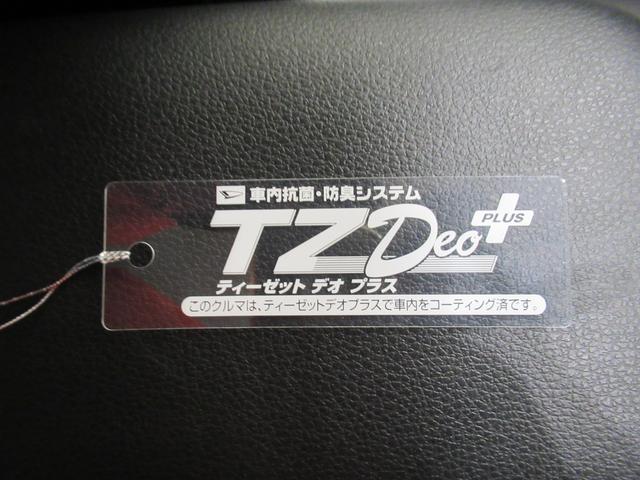 車内抗菌・防臭システム
TZ Deo PLUS
ティーゼット デオ プラス
このクルマは、ティーゼットデオプラスで車内をコーティング済です。